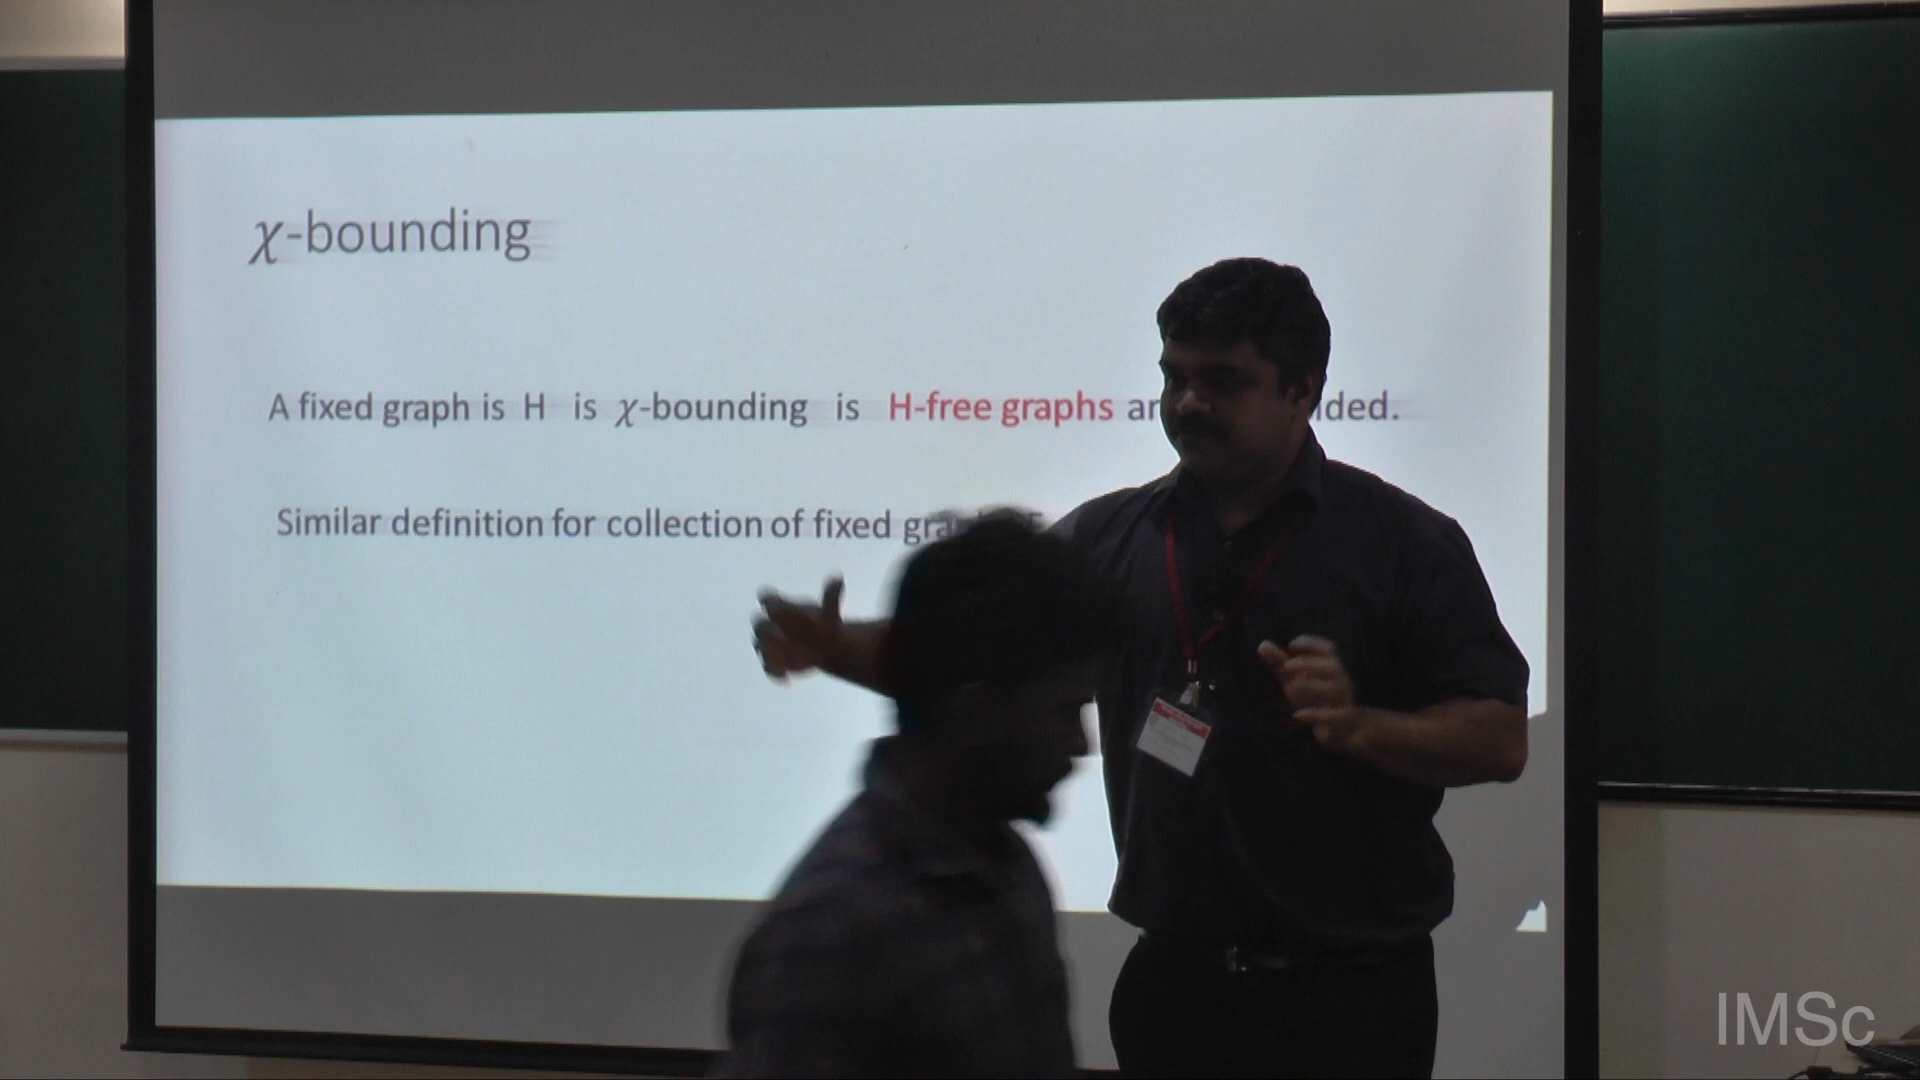 χ-bounding
A fixed graph is H is χ-bounding is H-free graphs
Similar definition for collection of fixed
IMSc